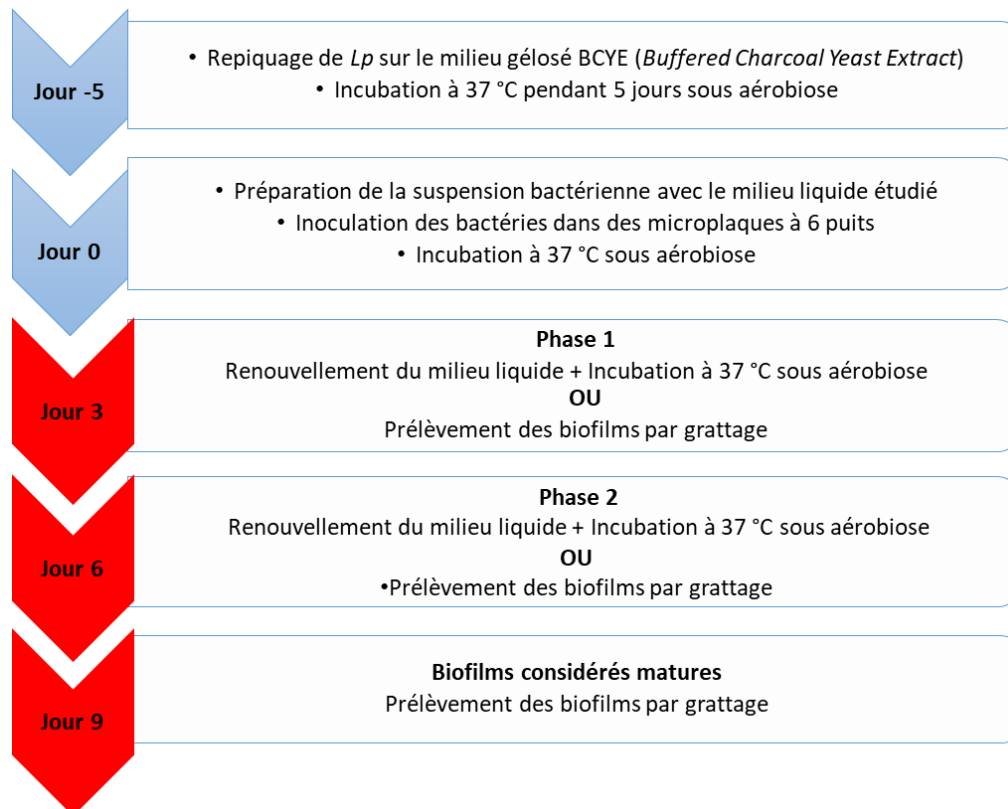 Jour -5
• Repiquage de Lp sur le milieu gélosé BCYE (Buffered Charcoal Yeast Extract)
• Incubation à 37 °C pendant 5 jours sous aérobiose
Jour 0
• Préparation de la suspension bactérienne avec le milieu liquide étudié
• Inoculation des bactéries dans des microplaques à 6 puits
• Incubation à 37 °C sous aérobiose
Jour 3
Phase 1
Renouvellement du milieu liquide + Incubation à 37 °C sous aérobiose
OU
Prélèvement des biofilms par grattage
Jour 6
Phase 2
Renouvellement du milieu liquide + Incubation à 37 °C sous aérobiose
OU
•Prélèvement des biofilms par grattage
Jour 9
Biofilms considérés matures
Prélèvement des biofilms par grattage